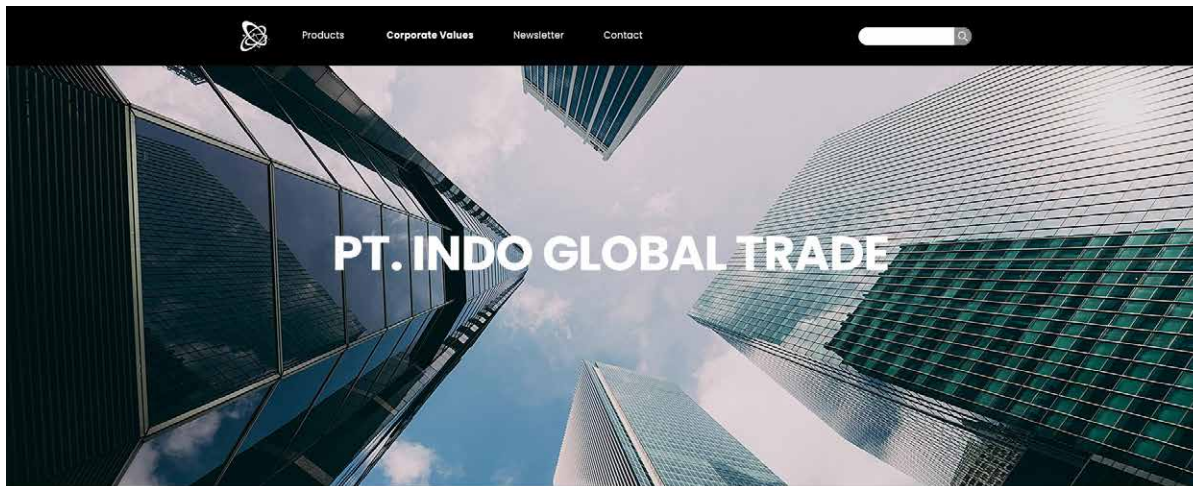 Products
Corporate Values
Newsletter
Contact
PT. INDO GLOBAL TRADE